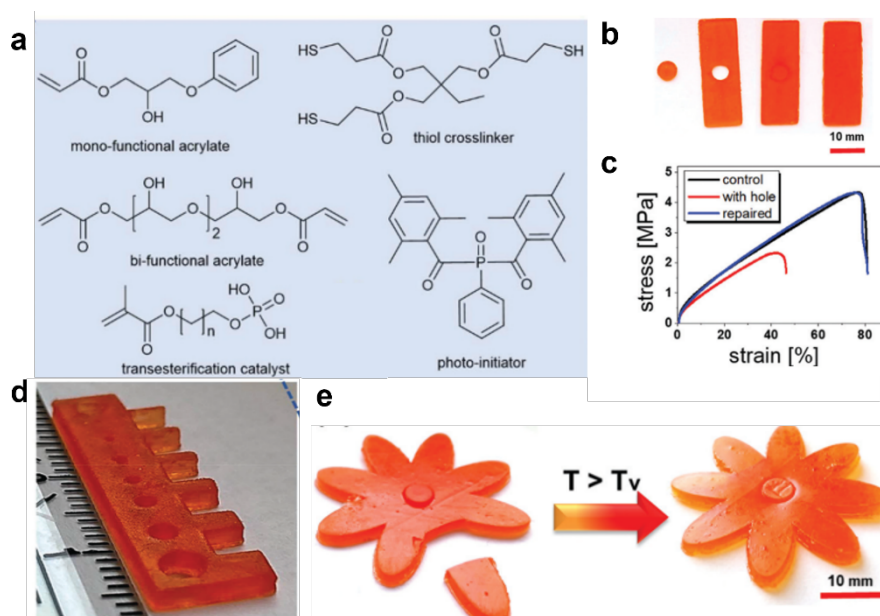 a
O
O
OH
O
mono-functional acrylate
HS
O
O
O
O
SH
O
HS
O
O
thiol crosslinker
O
O
OH
O
2
OH
O
O
bi-functional acrylate
O
O
n
O
HO
P
O
OH
transesterification catalyst
O
O
P
O
photo-initiator
b
10 mm
c
stress [MPa]
5
4
3
2
1
0
control
with hole
repaired
0
20
40
60
80
strain [%]
d
e
T > Tv
10 mm